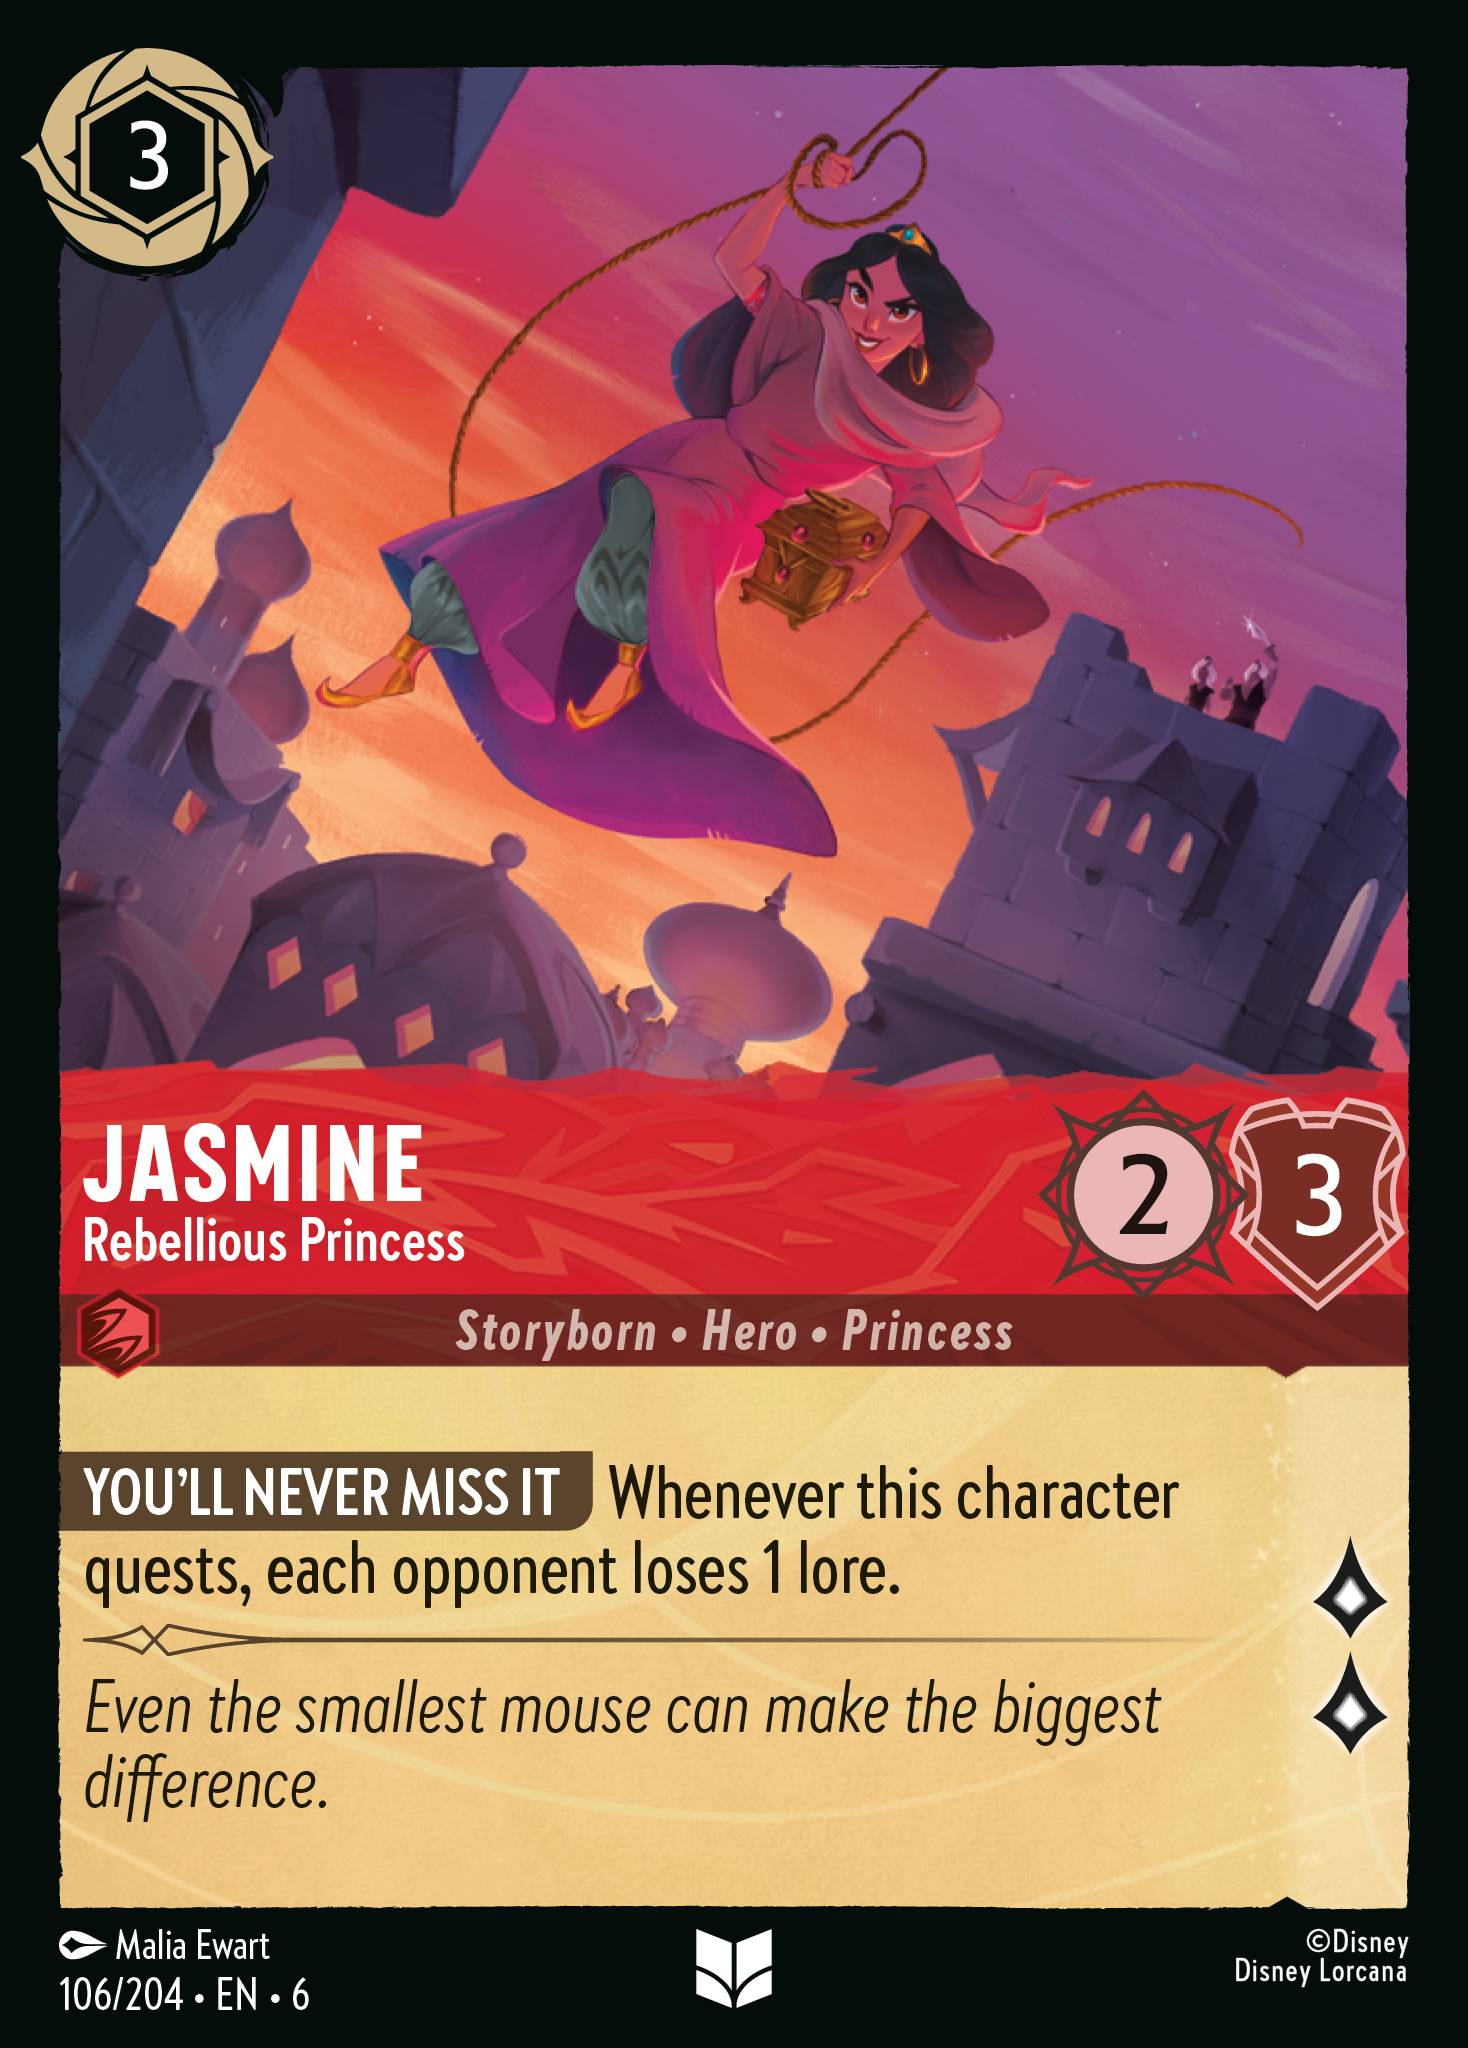 3
JASMINE
Rebellious Princess
2
3
Storyborn • Hero • Princess
YOU'LL NEVER MISS IT Whenever this character
quests, each opponent loses 1 lore.
Even the smallest mouse can make the biggest
difference.
Malia Ewart
106/204 • EN • 6
©Disney
Disney Lorcana